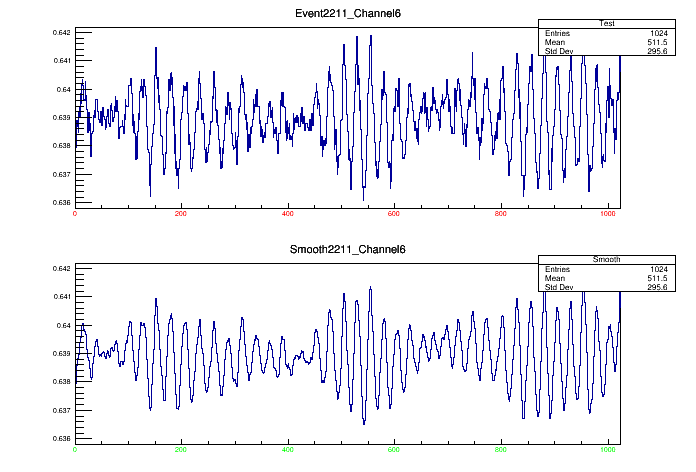 Event2211_Channel6
Test
Entries 1024
Mean 511.5
Std Dev 295.6
0.642
0.641
0.64
0.639
0.638
0.637
0.636
0 200 400 600 800 1000
Smooth2211_Channel6
Smooth
Entries 1024
Mean 511.5
Std Dev 295.6
0.642
0.641
0.64
0.639
0.638
0.637
0.636
0 200 400 600 800 1000